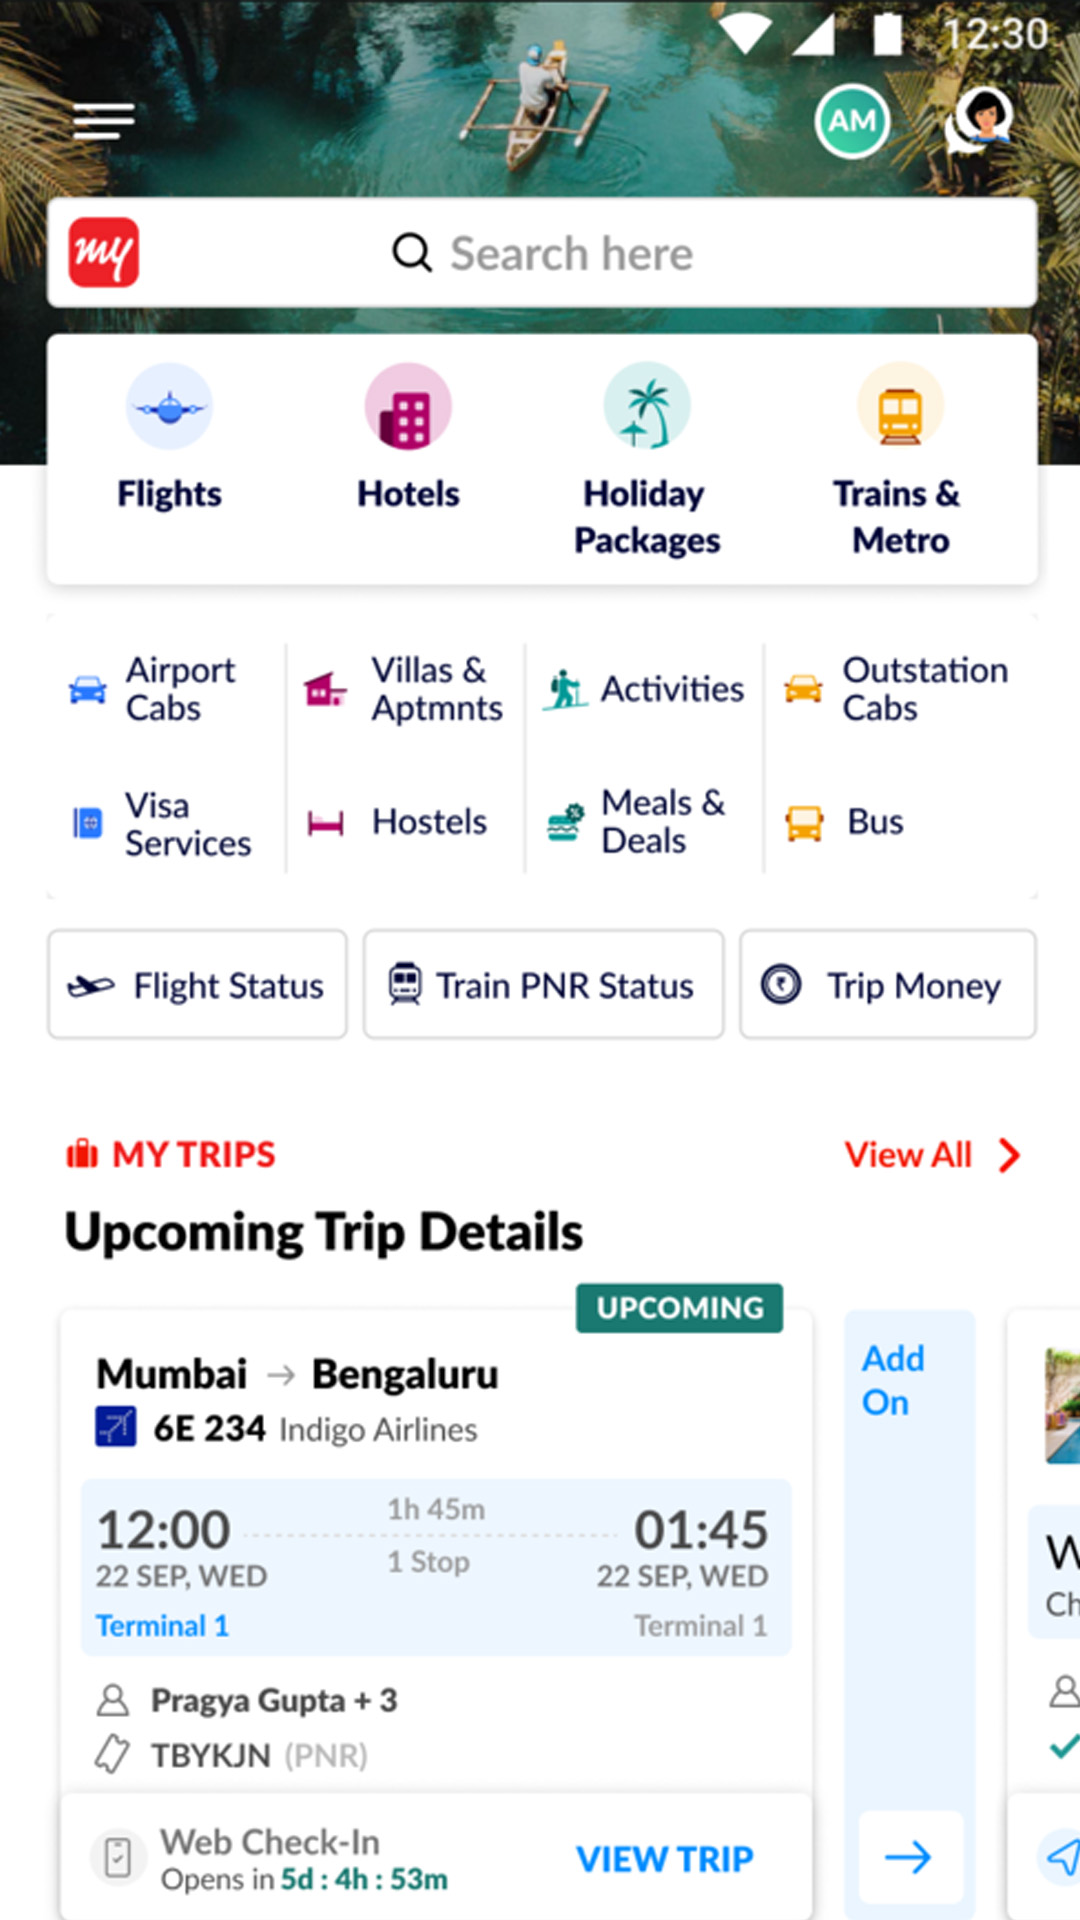 12:30
AM
my
Search here
Flights
Hotels
Holiday
Packages
Trains &
Metro
Airport
Cabs
Villas &
Aptmnts
Activities
Outstation
Cabs
Visa
Services
Hostels
Meals &
Deals
Bus
Flight Status
Train PNR Status
Trip Money
MY TRIPS
View All
Upcoming Trip Details
UPCOMING
Mumbai → Bengaluru
6E 234 Indigo Airlines
12:00
1h 45m
01:45
22 SEP, WED
1 Stop
22 SEP, WED
Terminal 1
Terminal 1
Pragya Gupta + 3
TBYKJN (PNR)
Web Check-In
Opens in 5d : 4h : 53m
VIEW TRIP
Add
On